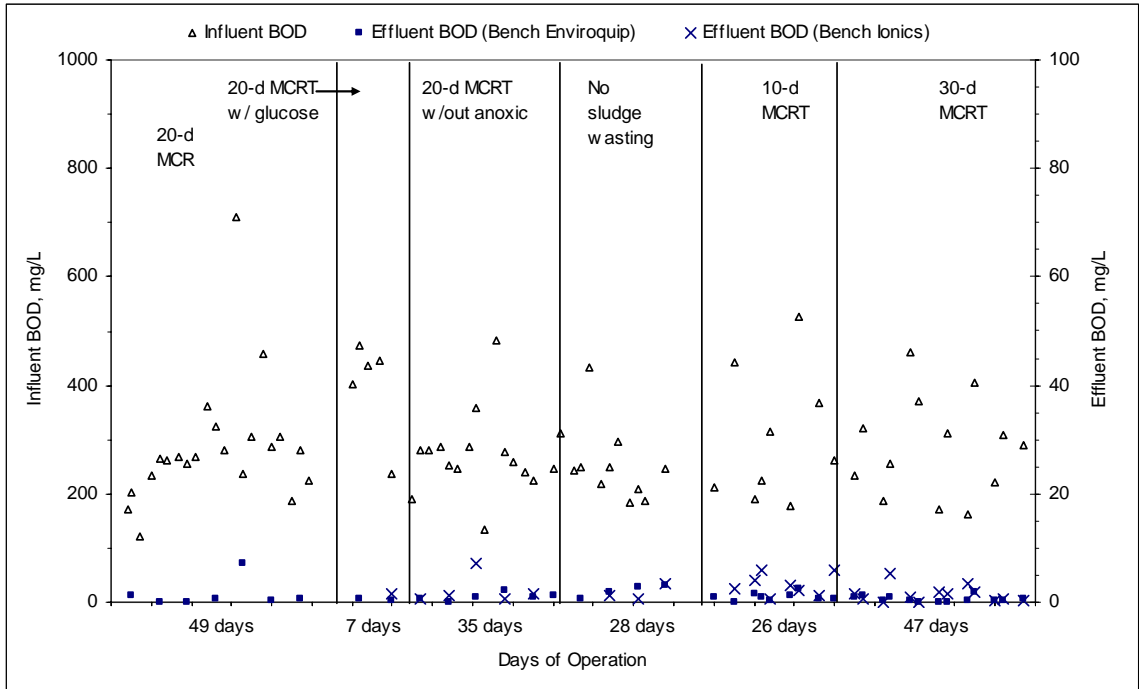 Influent BOD Effluent BOD (Bench Enviroquip) Effluent BOD (Bench Ionics)
1000 100
20-d MCRT
w/ glucose
20-d MCRT
w/out anoxic
No
sludge
wasting
10-d
MCRT
30-d
MCRT
20-d
MCR
800 80
600 60
400 40
200 20
0 0
Influent BOD, mg/L
Effluent BOD, mg/L
49 days 7 days 35 days 28 days 26 days 47 days
Days of Operation